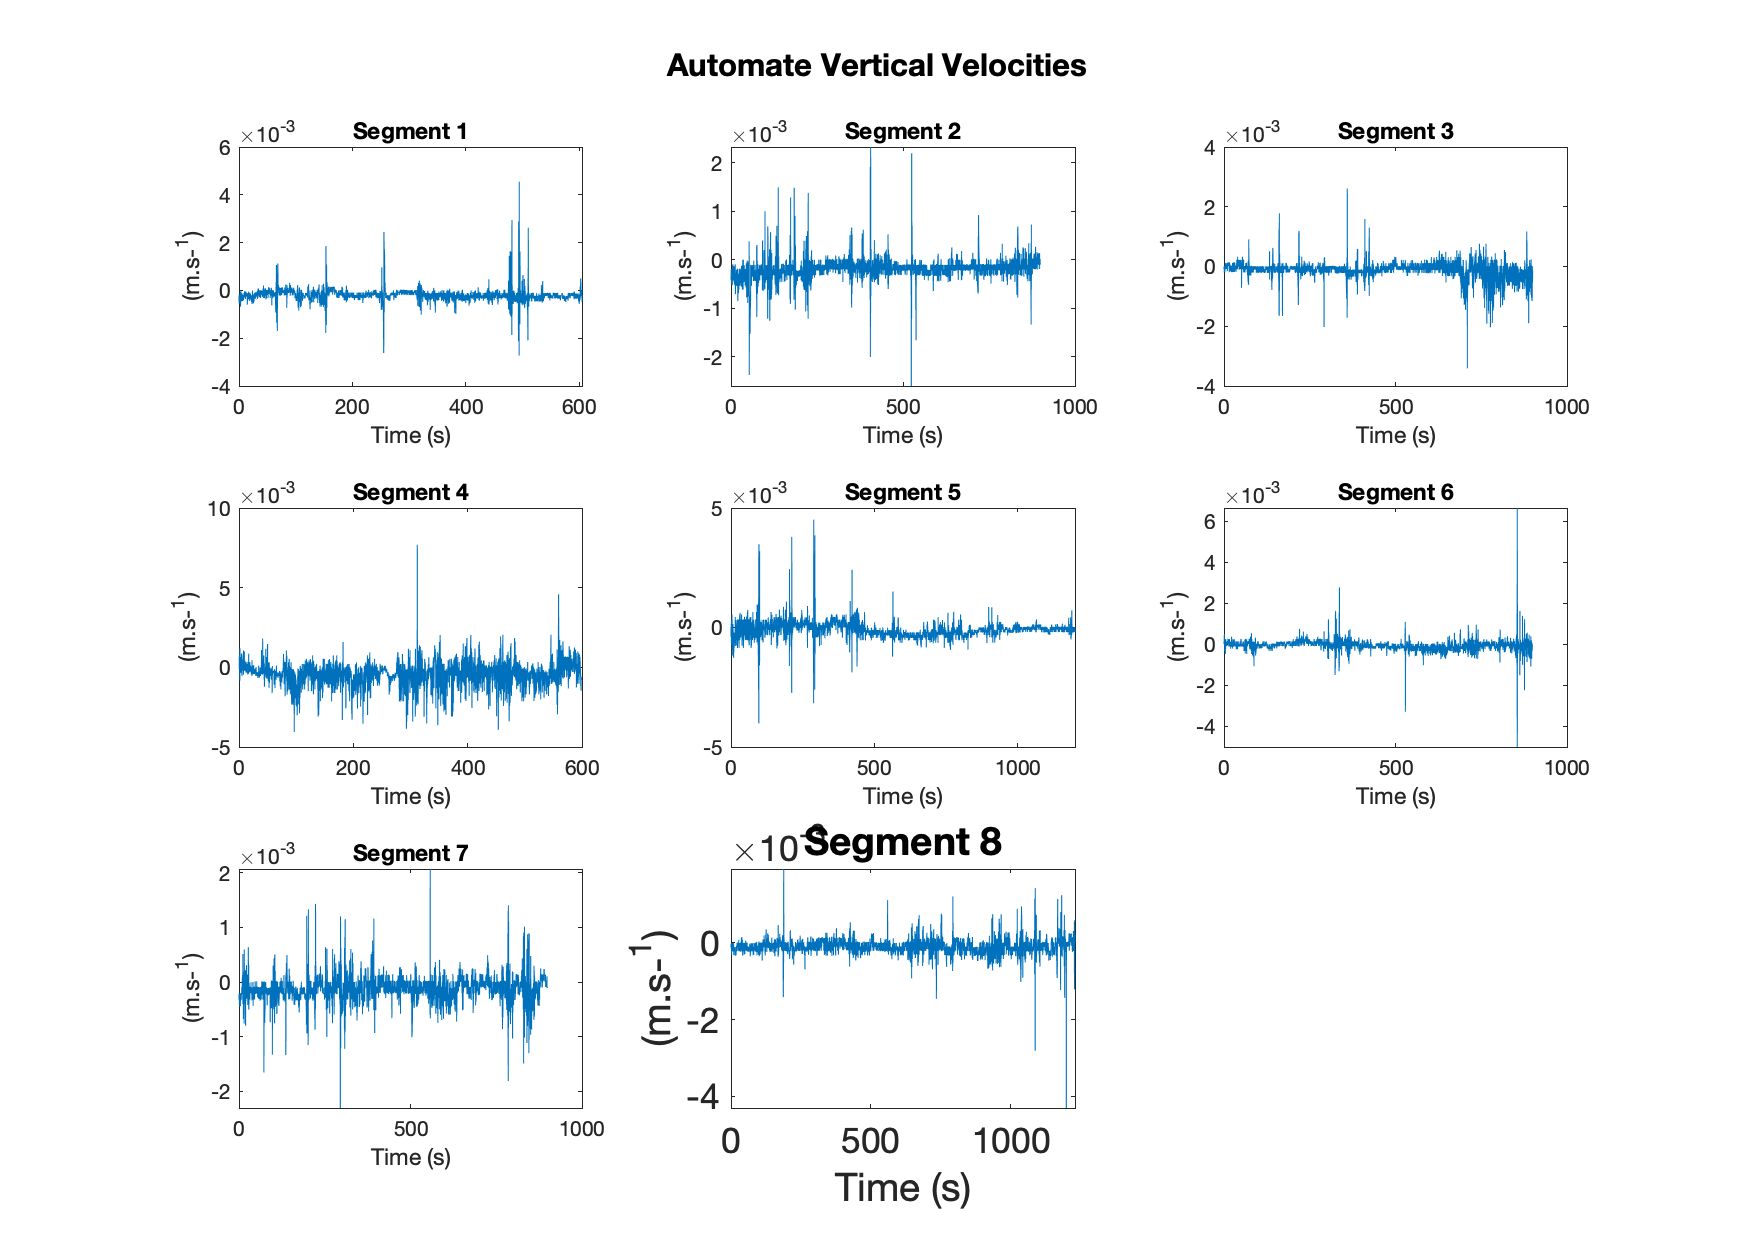 Automate Vertical Velocities
×10-3
Segment 1
6
4
2
0
-2
-4
(m.s-1)
0 200 400 600
Time (s)
×10-3
Segment 2
2
1
0
-1
-2
(m.s-1)
0 500 1000
Time (s)
×10-3
Segment 3
4
2
0
-2
-4
(m.s-1)
0 500 1000
Time (s)
×10-3
Segment 4
10
5
0
-5
(m.s-1)
0 200 400 600
Time (s)
×10-3
Segment 5
5
0
-5
(m.s-1)
0 500 1000
Time (s)
×10-3
Segment 6
6
4
2
0
-2
-4
(m.s-1)
0 500 1000
Time (s)
×10-3
Segment 7
2
1
0
-1
-2
(m.s-1)
0 500 1000
Time (s)
×10
Segment 8
0
-2
-4
(m.s-1)
0 500 1000
Time (s)